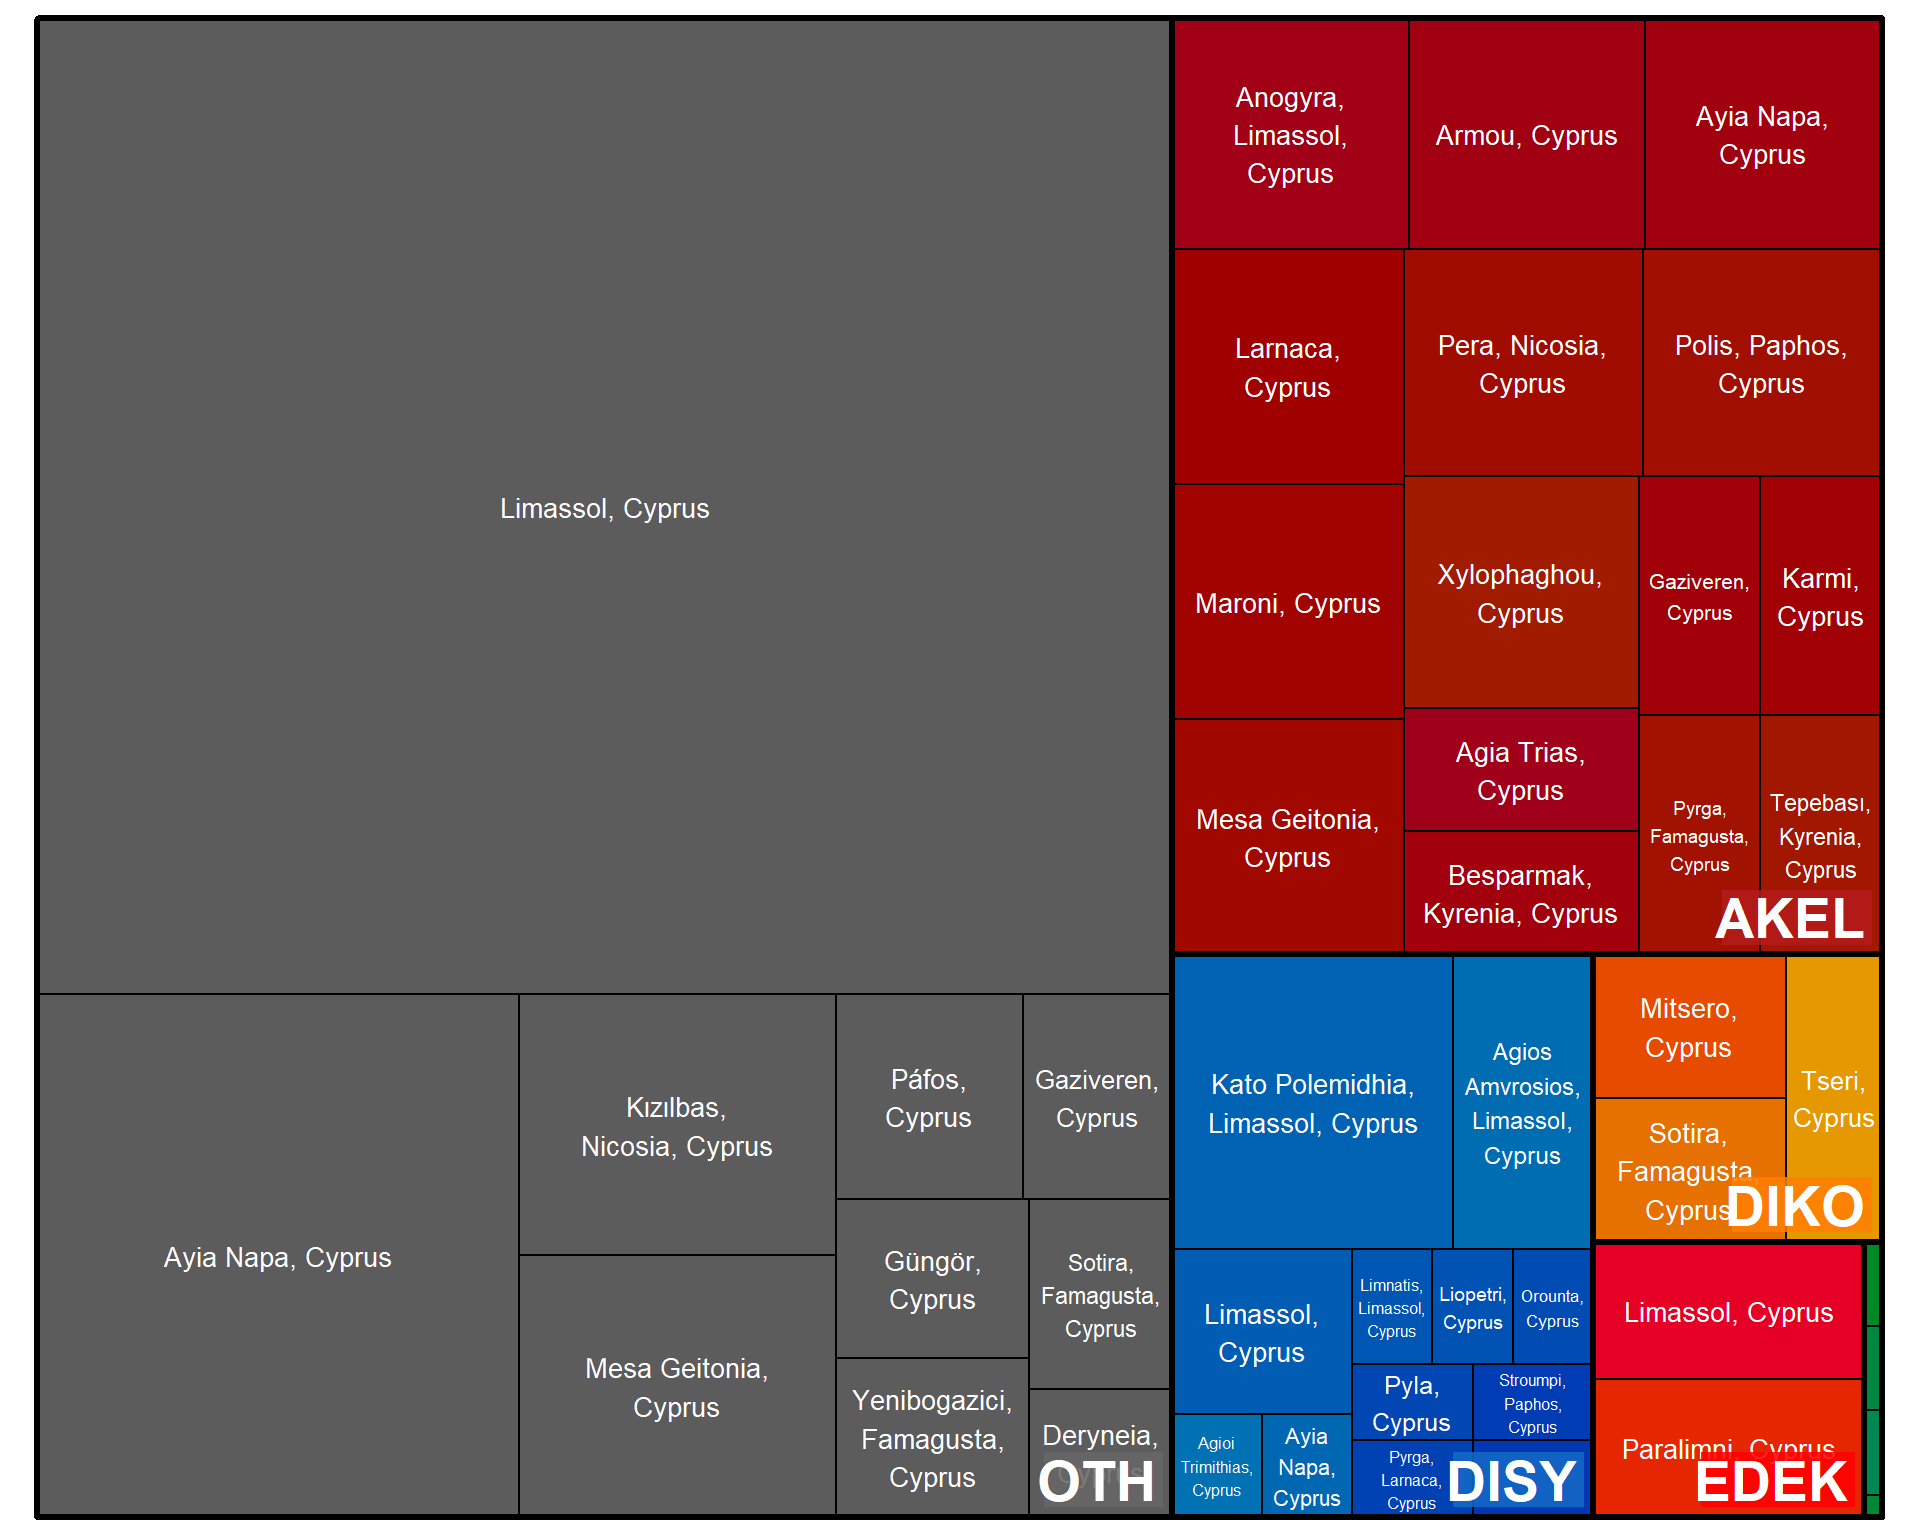 Limassol, Cyprus
Ayia Napa, Cyprus
Kızılbas,
Nicosia, Cyprus
Mesa Geitonia,
Cyprus
Páfos,
Cyprus
Gaziveren,
Cyprus
Güngör,
Cyprus
Sotira,
Famagusta,
Cyprus
Yenibogazici,
Famagusta,
Cyprus
Deryneia,
OTH
Anogyra,
Limassol,
Cyprus
Armou, Cyprus
Ayia Napa,
Cyprus
Larnaca,
Cyprus
Pera, Nicosia,
Cyprus
Polis, Paphos,
Cyprus
Maroni, Cyprus
Xylophaghou,
Cyprus
Gaziveren,
Cyprus
Karmi,
Cyprus
Mesa Geitonia,
Cyprus
Agia Trias,
Cyprus
Besparmak,
Kyrenia, Cyprus
Pyrga,
Famagusta,
Cyprus
Tepebası,
Kyrenia,
Cyprus
AKEL
Kato Polemidhia,
Limassol, Cyprus
Agios
Amvrosios,
Limassol,
Cyprus
Limassol,
Cyprus
Limnatis,
Limassol,
Cyprus
Liopetri,
Cyprus
Orounta,
Cyprus
Pyla,
Cyprus
Stroumpi,
Paphos,
Cyprus
Agioi
Trimithias,
Cyprus
Ayia
Napa,
Cyprus
Pyrga,
Larnaca,
Cyprus
DISY
Mitsero,
Cyprus
Sotira,
Famagusta,
Cyprus
Tseri,
Cyprus
DIKO
Limassol, Cyprus
Paralimni, Cyprus
EDEK